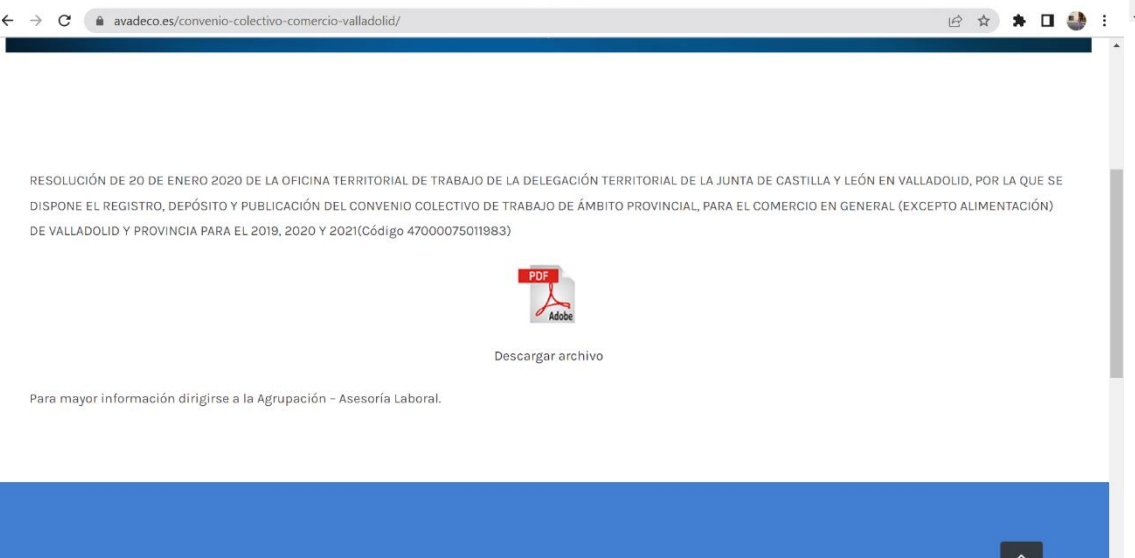 avadeco.es/convenio-colectivo-comercio-valladolid/
RESOLUCIÓN DE 20 DE ENERO 2020 DE LA OFICINA TERRITORIAL DE TRABAJO DE LA DELEGACIÓN TERRITORIAL DE LA JUNTA DE CASTILLA Y LEÓN EN VALLADOLID, POR LA QUE SE
DISPONE EL REGISTRO, DEPÓSITO Y PUBLICACIÓN DEL CONVENIO COLECTIVO DE TRABAJO DE ÁMBITO PROVINCIAL, PARA EL COMERCIO EN GENERAL (EXCEPTO ALIMENTACIÓN)
DE VALLADOLID Y PROVINCIA PARA EL 2019, 2020 Y 2021(Código 47000075011983)
PDF
Adobe
Descargar archivo
Para mayor información dirigirse a la Agrupación – Asesoría Laboral.